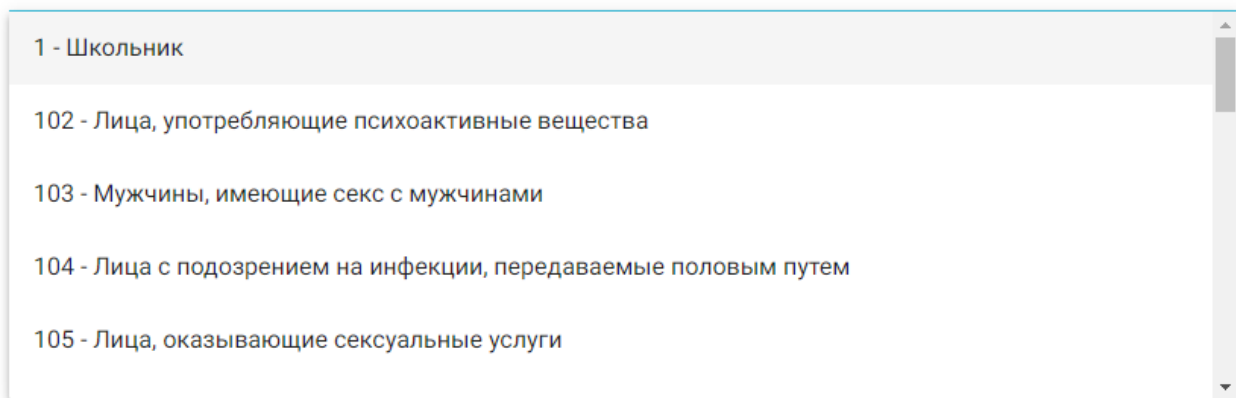 1 - Школьник
102 - Лица, употребляющие психоактивные вещества
103 - Мужчины, имеющие секс с мужчинами
104 - Лица с подозрением на инфекции, передаваемые половым путем
105 - Лица, оказывающие сексуальные услуги